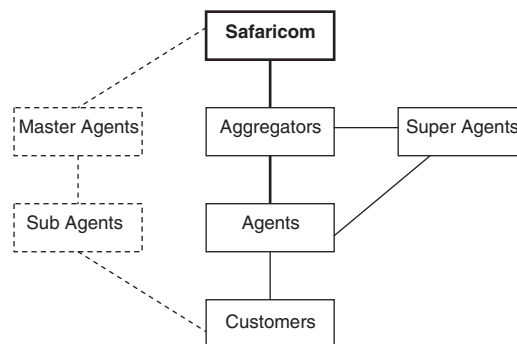 Safaricom
Master Agents
Aggregators
Super Agents
Sub Agents
Agents
Customers